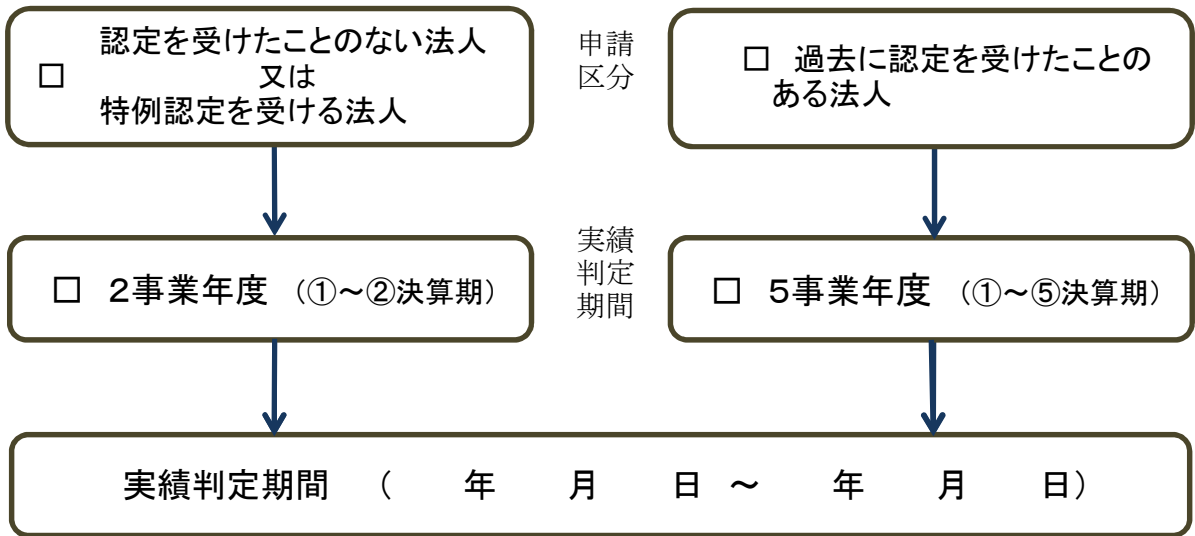 認定を受けたことのない法人
□ 又は
特例認定を受ける法人
申請
区分
□ 過去に認定を受けたことの
ある法人
□ 2事業年度 (①～②決算期)
実績
判定
期間
□ 5事業年度 (①～⑤決算期)
実績判定期間 ( 年 月 日 ～ 年 月 日)